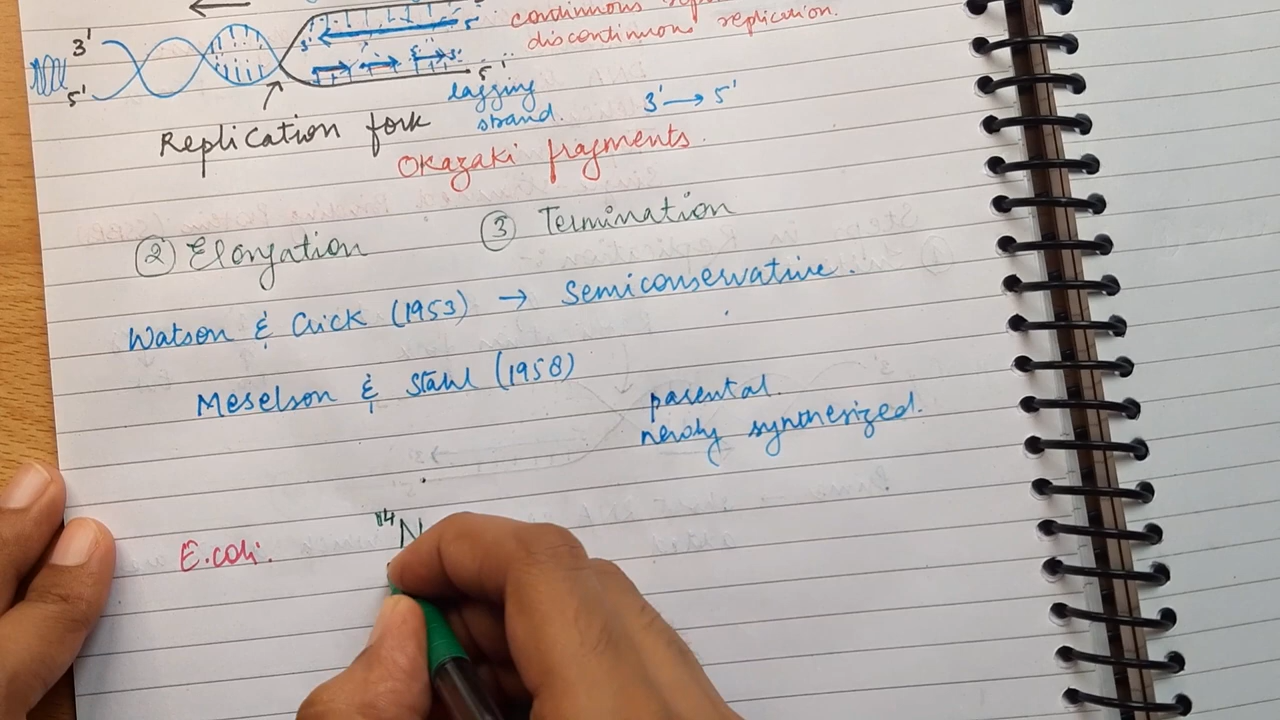 continuous
discontinuous replication.
3'
5'
3'
5'
5'
lagging
strand.
3' → 5'
Replication fork
Okazaki fragments.
② Elongation
③ Termination
Watson & Crick (1953) → Semiconservative.
Meselson & Stahl (1958)
parental
newly synthesized.
E.coli.
¹⁴N